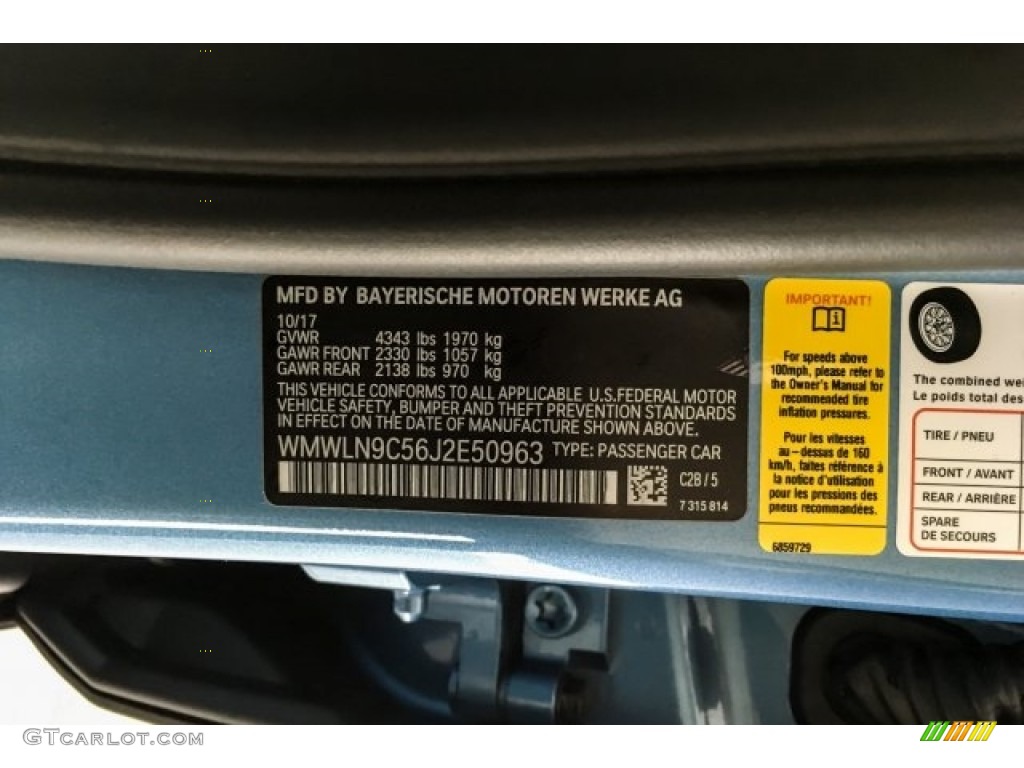 MFD BY BAYERISCHE MOTOREN WERKE AG
10/17
GVWR 4343 lbs 1970 kg
GAWR FRONT 2330 lbs 1057 kg
GAWR REAR 2138 lbs 970 kg
THIS VEHICLE CONFORMS TO ALL APPLICABLE U.S.FEDERAL MOTOR
VEHICLE SAFETY, BUMPER AND THEFT PREVENTION STANDARDS
IN EFFECT ON THE DATE OF MANUFACTURE SHOWN ABOVE.
WMWLN9C56J2E50963 TYPE: PASSENGER CAR
C28 / 5
7 315 814
IMPORTANT!
For speeds above
100mph, please refer to
the Owner's Manual for
recommended tire
inflation pressures.
Pour les vitesses
au-dessus de 160
km/h, faites référence à
la notice d'utilisation
pour les pressions des
pneus recommandées.
6859729
The combined wei
Le poids total des
TIRE / PNEU
FRONT / AVANT
REAR / ARRIÈRE
SPARE
DE SECOURS
GTCARLOT.COM